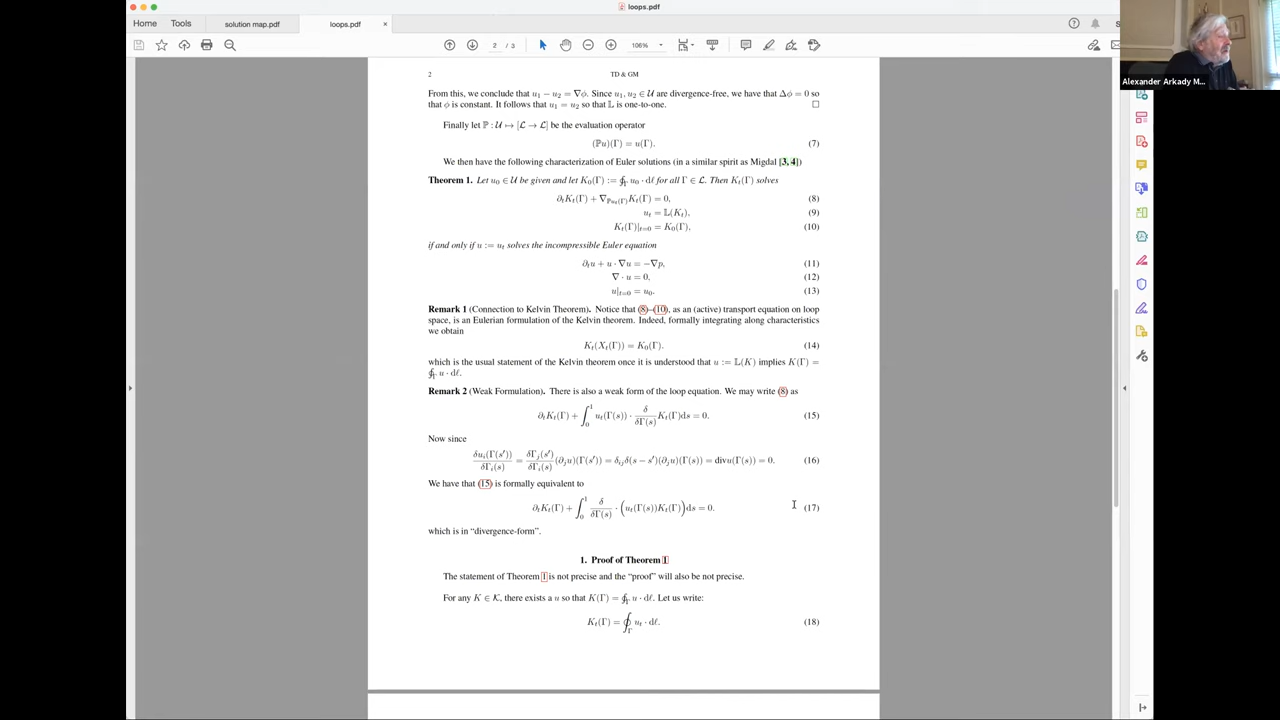 loops.pdf
Home Tools solution map.pdf loops.pdf ×
2 / 3 106%
Alexander Arkady M...
2 TD & GM
From this, we conclude that u₁ − u₂ = ∇ϕ. Since u₁, u₂ ∈ 𝒰 are divergence-free, we have that Δϕ = 0 so
that ϕ is constant. It follows that u₁ = u₂ so that 𝕃 is one-to-one. □
Finally let ℙ : 𝒰 ↦ [ℒ → ℒ] be the evaluation operator
(ℙu)(Γ) = u(Γ). (7)
We then have the following characterization of Euler solutions (in a similar spirit as Migdal [3, 4])
Theorem 1. Let u₀ ∈ 𝒰 be given and let K₀(Γ) := ∮_Γ u₀ · dℓ for all Γ ∈ ℒ. Then K_t(Γ) solves
∂_t K_t(Γ) + ∇_{ℙu_t(Γ)} K_t(Γ) = 0, (8)
u_t = 𝕃(K_t), (9)
K_t(Γ)|_{t=0} = K₀(Γ), (10)
if and only if u := u_t solves the incompressible Euler equation
∂_t u + u · ∇u = −∇p, (11)
∇ · u = 0, (12)
u|_{t=0} = u₀. (13)
Remark 1 (Connection to Kelvin Theorem). Notice that (8)–(10), as an (active) transport equation on loop
space, is an Eulerian formulation of the Kelvin theorem. Indeed, formally integrating along characteristics
we obtain
K_t(X_t(Γ)) = K₀(Γ). (14)
which is the usual statement of the Kelvin theorem once it is understood that u := 𝕃(K) implies K(Γ) =
∮_Γ u · dℓ.
Remark 2 (Weak Formulation). There is also a weak form of the loop equation. We may write (8) as
∂_t K_t(Γ) + ∫₀¹ u_t(Γ(s)) · δ/δΓ(s) K_t(Γ)ds = 0. (15)
Now since
δu_i(Γ(s′))/δΓ_i(s) = δΓ_j(s′)/δΓ_i(s) (∂_j u)(Γ(s′)) = δ_{ij}δ(s − s′)(∂_j u)(Γ(s)) = divu(Γ(s)) = 0. (16)
We have that (15) is formally equivalent to
∂_t K_t(Γ) + ∫₀¹ δ/δΓ(s) · (u_t(Γ(s))K_t(Γ))ds = 0. (17)
which is in “divergence-form”.
1. Proof of Theorem 1
The statement of Theorem 1 is not precise and the “proof” will also be not precise.
For any K ∈ 𝒦, there exists a u so that K(Γ) = ∮_Γ u · dℓ. Let us write:
K_t(Γ) = ∮_Γ u_t · dℓ. (18)